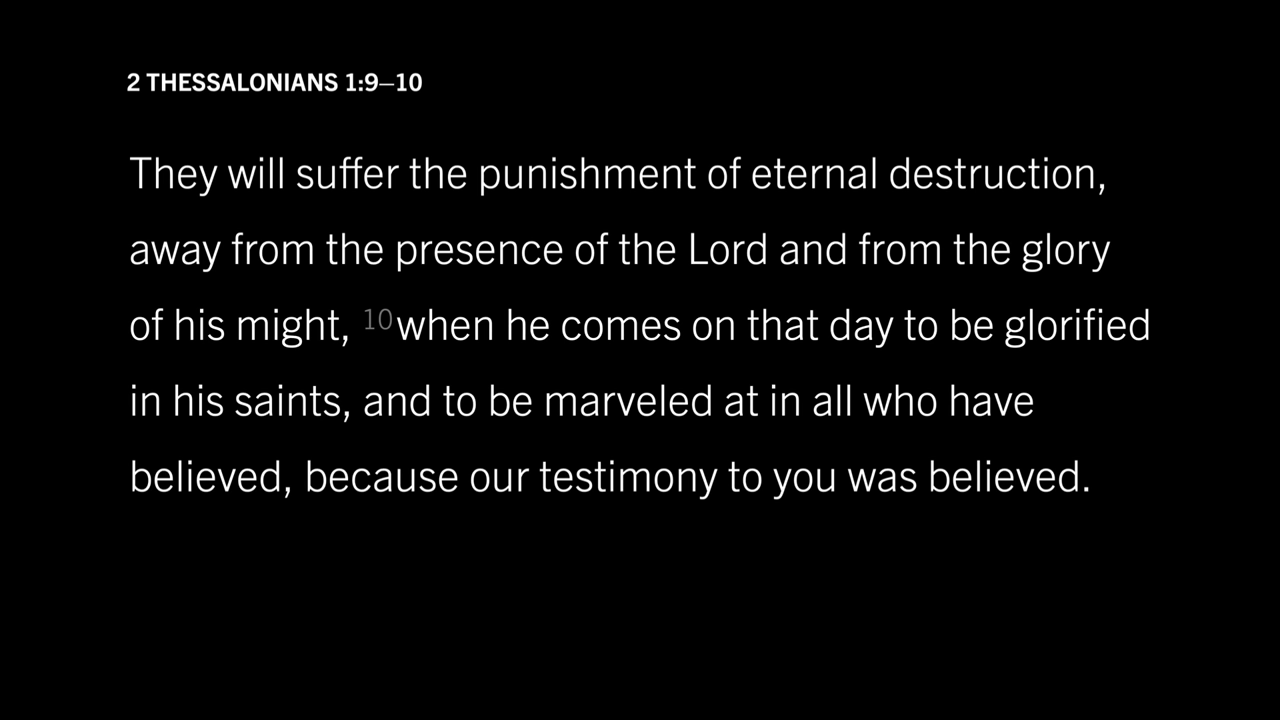 2 THESSALONIANS 1:9–10
They will suffer the punishment of eternal destruction,
away from the presence of the Lord and from the glory
of his might, 10 when he comes on that day to be glorified
in his saints, and to be marveled at in all who have
believed, because our testimony to you was believed.